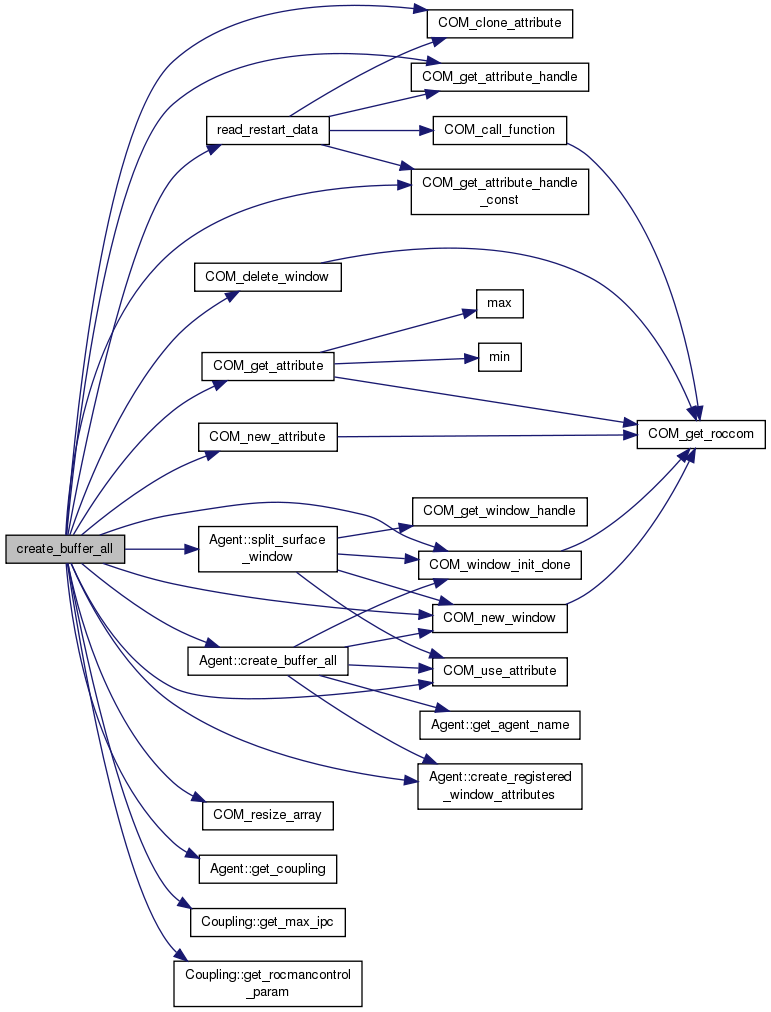 COM_clone_attribute
COM_get_attribute_handle
read_restart_data
COM_call_function
COM_get_attribute_handle
_const
COM_delete_window
max
COM_get_attribute
min
COM_new_attribute
COM_get_roccom
COM_get_window_handle
create_buffer_all
Agent::split_surface
_window
COM_window_init_done
COM_new_window
Agent::create_buffer_all
COM_use_attribute
Agent::get_agent_name
Agent::create_registered
_window_attributes
COM_resize_array
Agent::get_coupling
Coupling::get_max_ipc
Coupling::get_rocmancontrol
_param